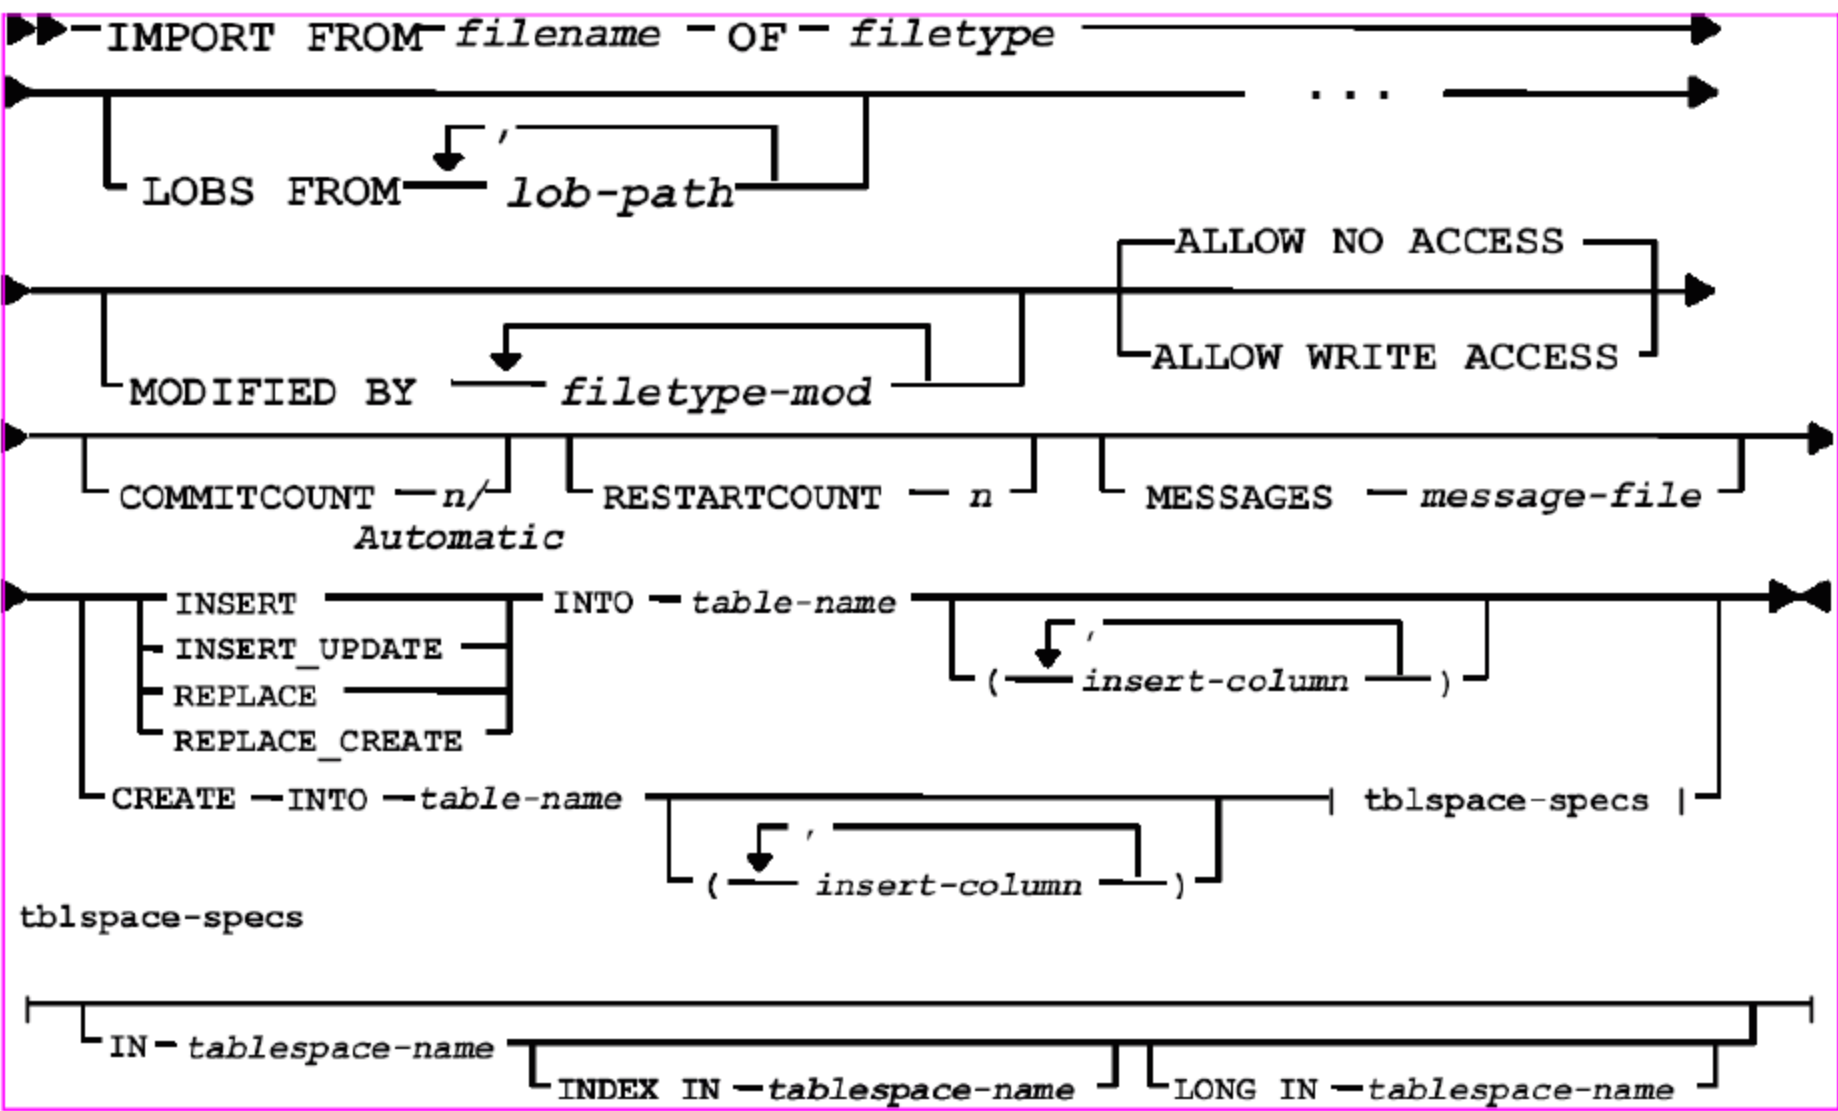 IMPORT FROM filename OF filetype
...
,
LOBS FROM lob-path
ALLOW NO ACCESS
ALLOW WRITE ACCESS
MODIFIED BY filetype-mod
COMMITCOUNT n/ RESTARTCOUNT n MESSAGES message-file
Automatic
INSERT INTO table-name
,
INSERT_UPDATE
( insert-column )
REPLACE
REPLACE_CREATE
CREATE INTO table-name | tblspace-specs |
,
( insert-column )
tblspace-specs
IN tablespace-name
INDEX IN tablespace-name LONG IN tablespace-name